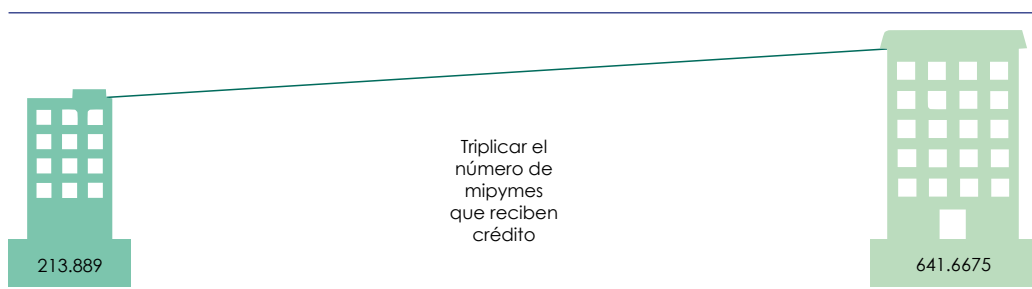 Triplicar el
número de
mipymes
que reciben
crédito
213.889
641.6675